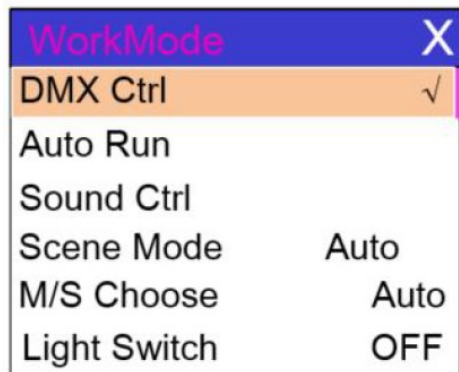 WorkMode X
DMX Ctrl √
Auto Run
Sound Ctrl
Scene Mode Auto
M/S Choose Auto
Light Switch OFF